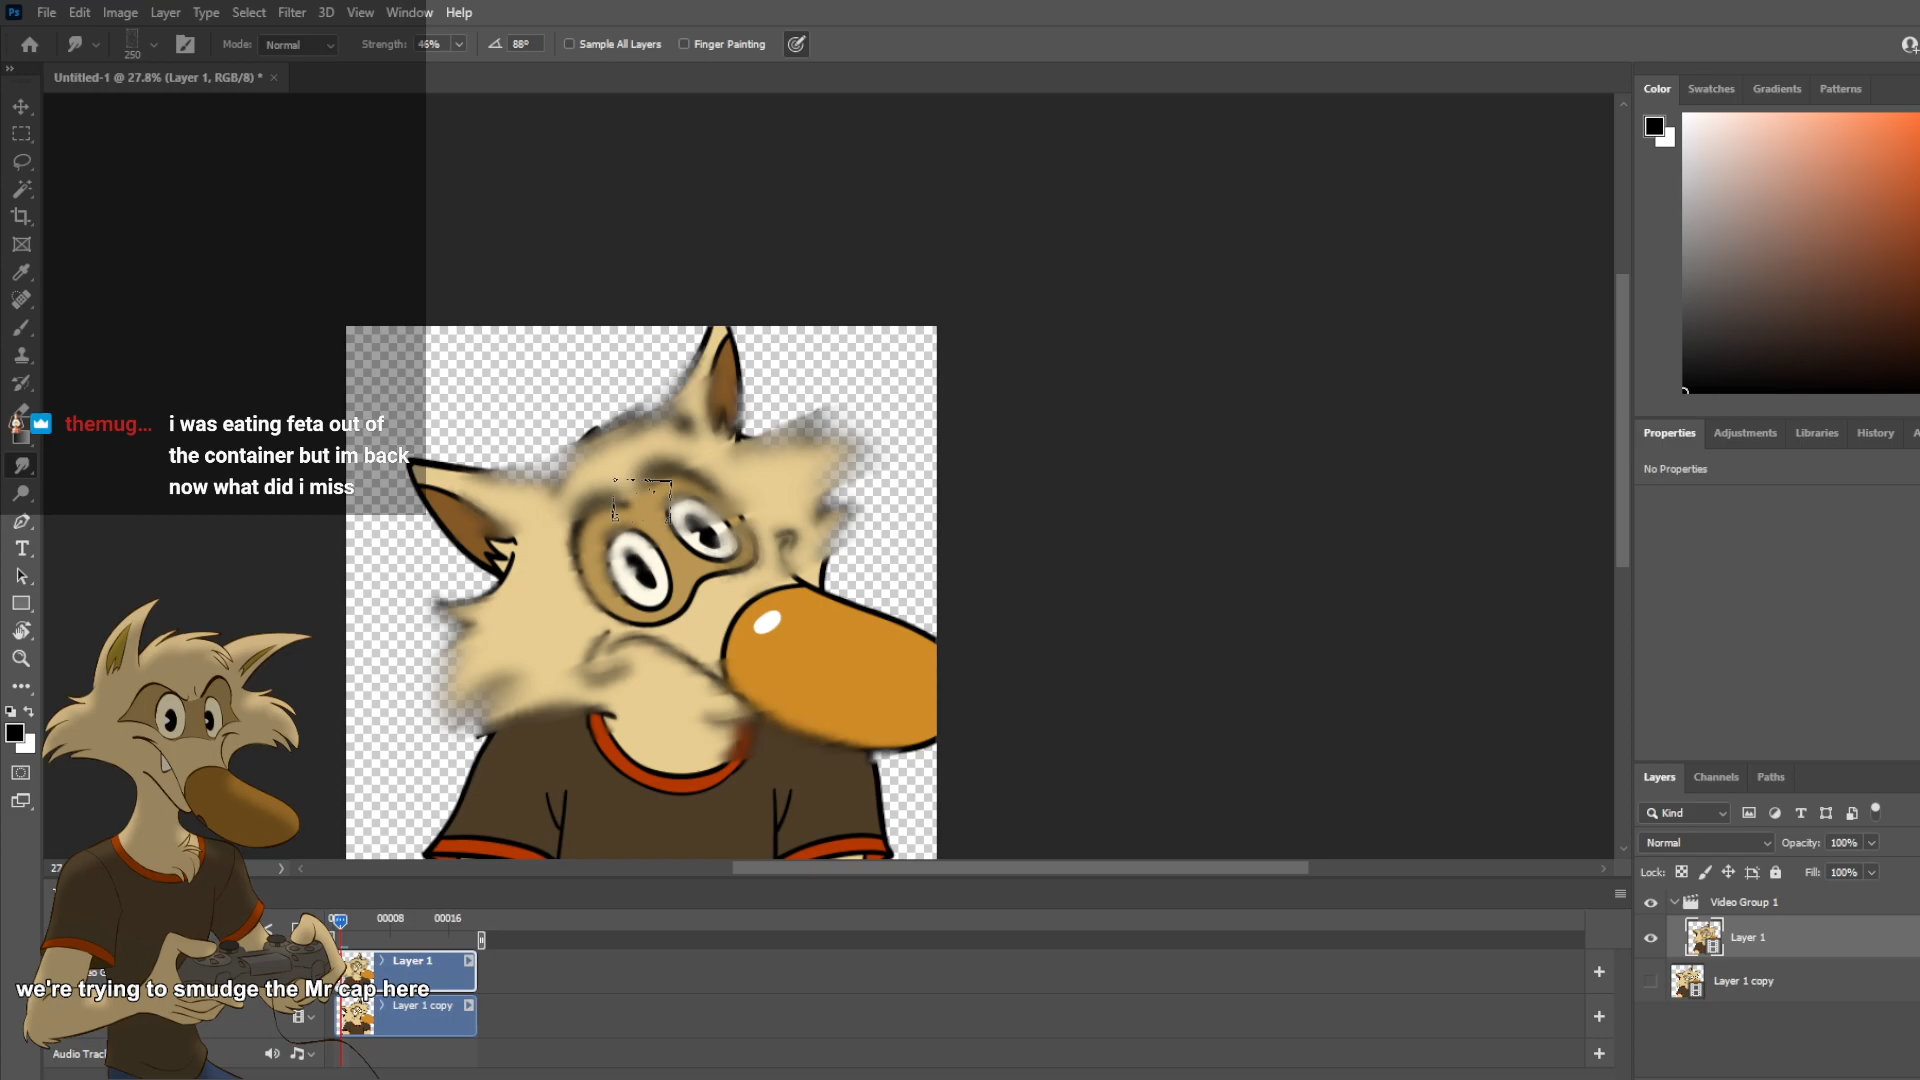 Ps File Edit Image Layer Type Select Filter 3D View Window Help
250 Mode: Normal Strength: 46% 88° Sample All Layers Finger Painting
Untitled-1 @ 27.8% (Layer 1, RGB/8) * ×
Color Swatches Gradients Patterns
themug... i was eating feta out of
the container but im back
now what did i miss
Properties Adjustments Libraries History A
No Properties
Layers Channels Paths
Kind
Normal Opacity: 100%
Lock: Fill: 100%
Video Group 1
Layer 1
Layer 1 copy
27
00008 00016
Layer 1
Layer 1 copy
we're trying to smudge the Mr cap here
Audio Trac